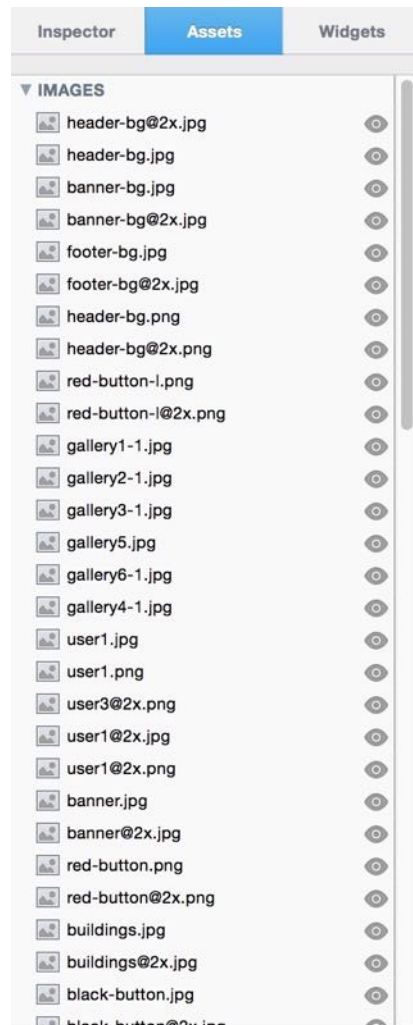 Inspector Assets Widgets
IMAGES
header-bg@2x.jpg
header-bg.jpg
banner-bg.jpg
banner-bg@2x.jpg
footer-bg.jpg
footer-bg@2x.jpg
header-bg.png
header-bg@2x.png
red-button-l.png
red-button-l@2x.png
gallery1-1.jpg
gallery2-1.jpg
gallery3-1.jpg
gallery5.jpg
gallery6-1.jpg
gallery4-1.jpg
user1.jpg
user1.png
user3@2x.png
user1@2x.jpg
user1@2x.png
banner.jpg
banner@2x.jpg
red-button.png
red-button@2x.png
buildings.jpg
buildings@2x.jpg
black-button.jpg